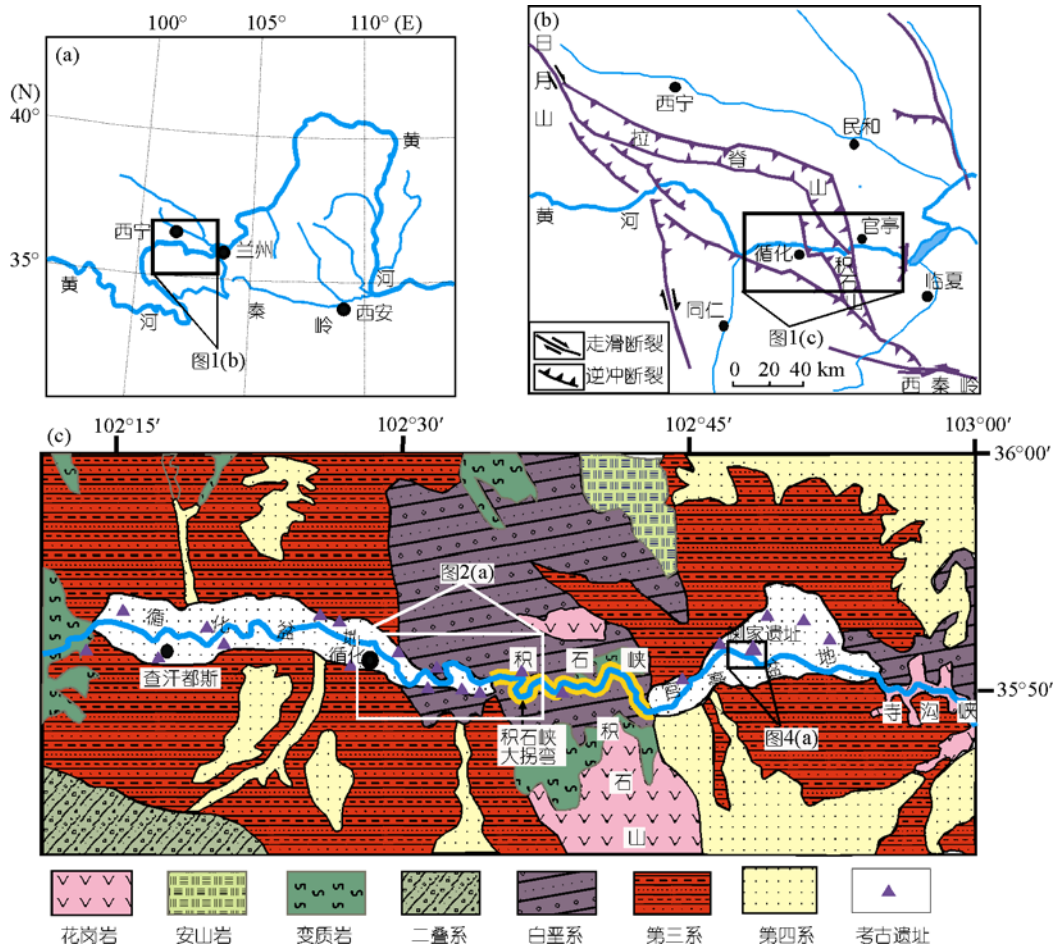 100° 105° 110° (E)
(a)
(N)
40°
35°
黄
西宁
兰州
黄
河
秦
岭
河
西安
图1(b)
(b)
日
月
山
西宁
民和
拉
脊
山
黄
河
官亭
循化
积
石
山
临夏
同仁
图1(c)
走滑断裂
逆冲断裂
0 20 40 km
西秦岭
(c)
102°15′ 102°30′ 102°45′ 103°00′
36°00′
35°50′
图2(a)
循 化 盆 地
循化
查汗都斯
积 石 峡
积石峡
大拐弯
积
石
山
家遗址
官 亭 盆 地
图4(a)
寺 沟 峡
花岗岩 安山岩 变质岩 二叠系 白垩系 第三系 第四系 考古遗址